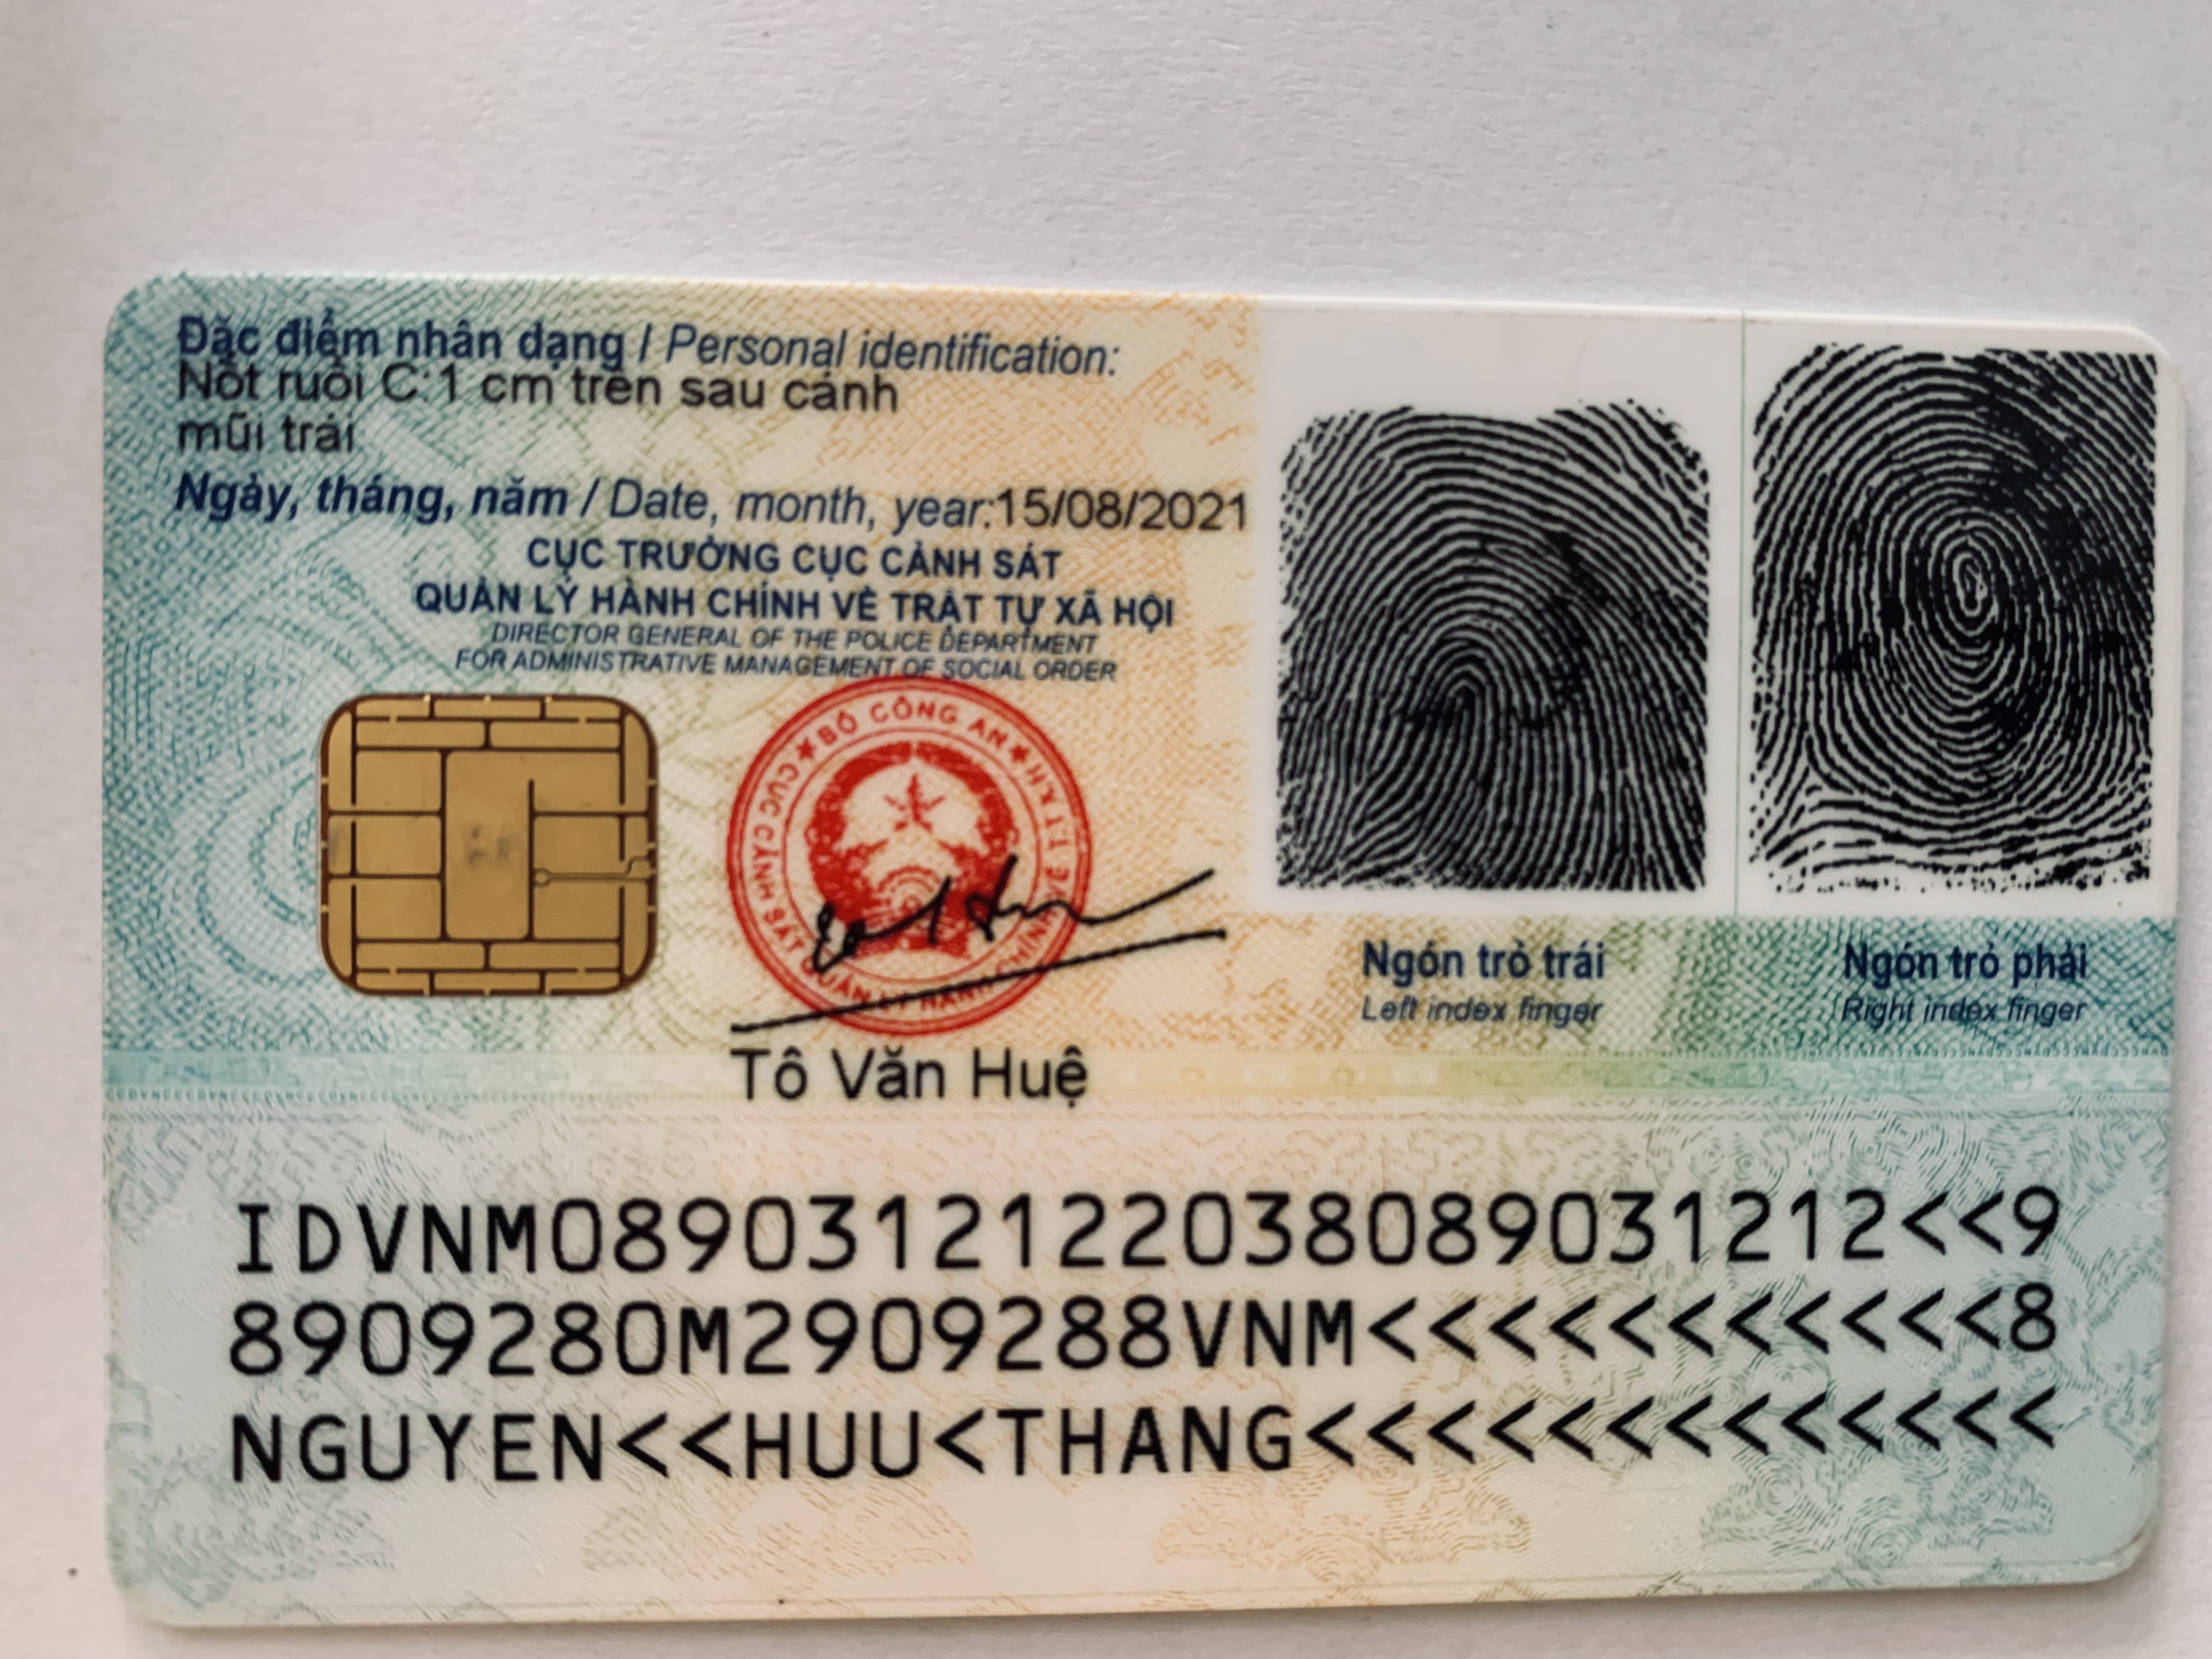 Đặc điểm nhân dạng / Personal identification:
Nốt ruồi C:1 cm trên sau cánh
mũi trái
Ngày, tháng, năm / Date, month, year:15/08/2021
CỤC TRƯỞNG CỤC CẢNH SÁT
QUẢN LÝ HÀNH CHÍNH VỀ TRẬT TỰ XÃ HỘI
DIRECTOR GENERAL OF THE POLICE DEPARTMENT
FOR ADMINISTRATIVE MANAGEMENT OF SOCIAL ORDER
★ BỘ CÔNG AN ★
CỤC CẢNH SÁT QUẢN LÝ HÀNH CHÍNH VỀ TTXH
Tô Văn Huệ
Ngón trỏ trái
Left index finger
Ngón trỏ phải
Right index finger
IDVNM0890312122038089031212<<9
8909280M2909288VNM<<<<<<<<<<<8
NGUYEN<<HUU<THANG<<<<<<<<<<<<<